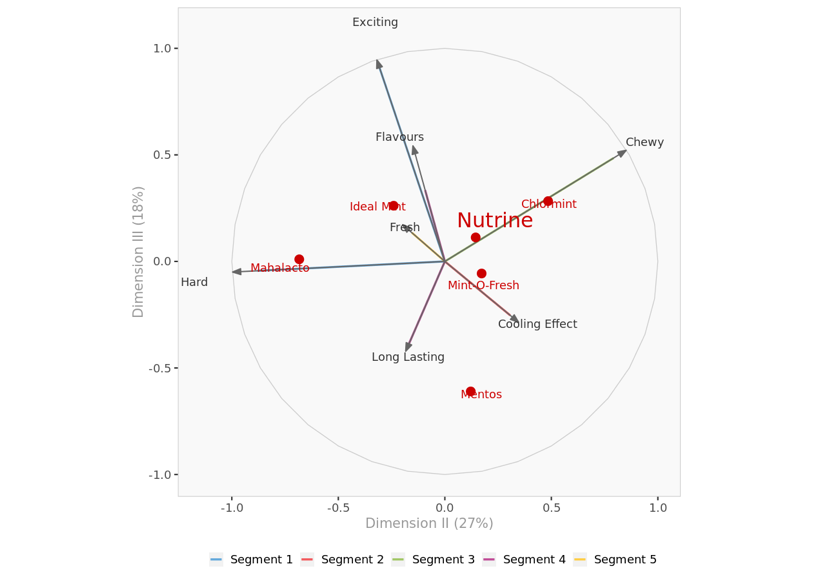 Exciting
1.0
Flavours
Chewy
0.5
Ideal Mint
Chlormint
Nutrine
Fresh
Dimension III (18%)
0.0
Mahalacto
Hard
Mint-O-Fresh
Cooling Effect
Long Lasting
-0.5
Mentos
-1.0
-1.0 -0.5 0.0 0.5 1.0
Dimension II (27%)
Segment 1 Segment 2 Segment 3 Segment 4 Segment 5